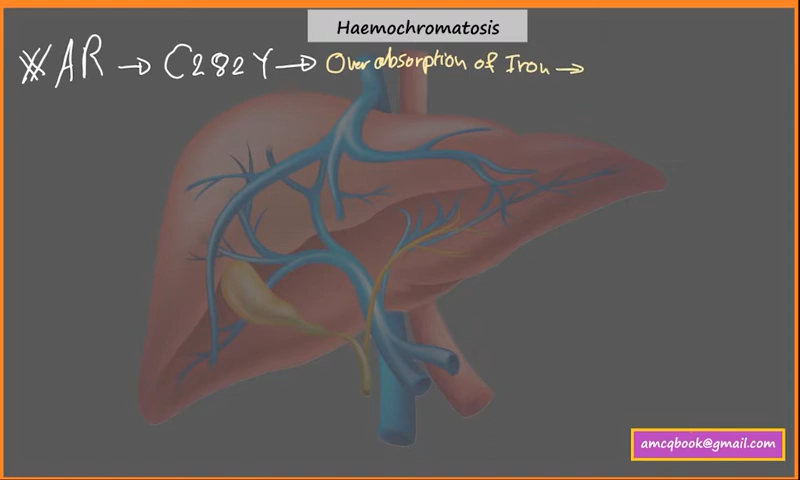 Haemochromatosis
AR → C282Y → Over absorption of Iron →
amcqbook@gmail.com